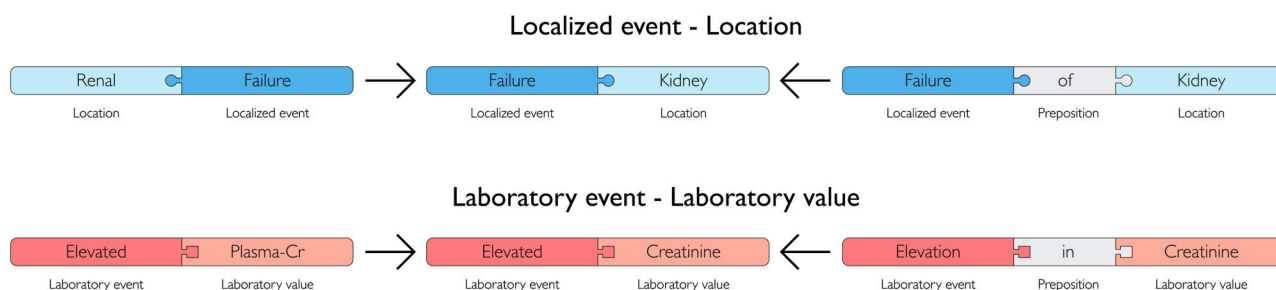 Localized event - Location
Renal Failure Failure Kidney Failure of Kidney
Location Localized event Localized event Location Localized event Preposition Location
Laboratory event - Laboratory value
Elevated Plasma-Cr Elevated Creatinine Elevation in Creatinine
Laboratory event Laboratory value Laboratory event Laboratory value Laboratory event Preposition Laboratory value